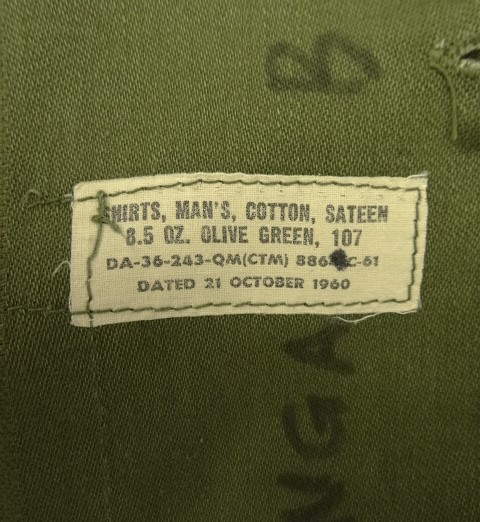 B
SHIRTS, MAN'S, COTTON, SATEEN
8.5 OZ. OLIVE GREEN, 107
DA-36-243-QM(CTM)
DATED 21 OCTOBER 1960
NGA